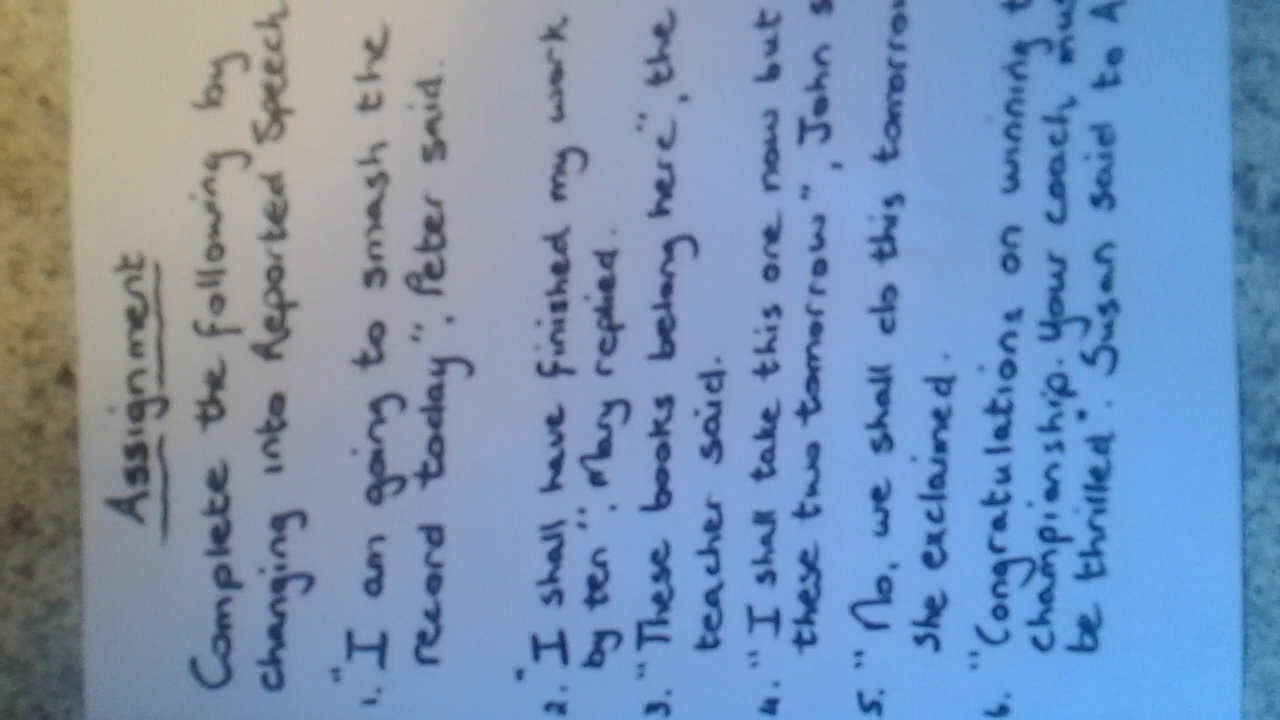 Assignment
Complete the following by
changing into Reported Speech
1. "I am going to smash the
record today", Peter said.
2. "I shall have finished my work
by ten", Mary replied.
3. "These books belong here", the
teacher said.
4. "I shall take this one now but
these two tomorrow", John
5. "No, we shall do this
she exclaimed.
6. "Congratulations on winning
championship. Your coach
be thrilled". Susan said to